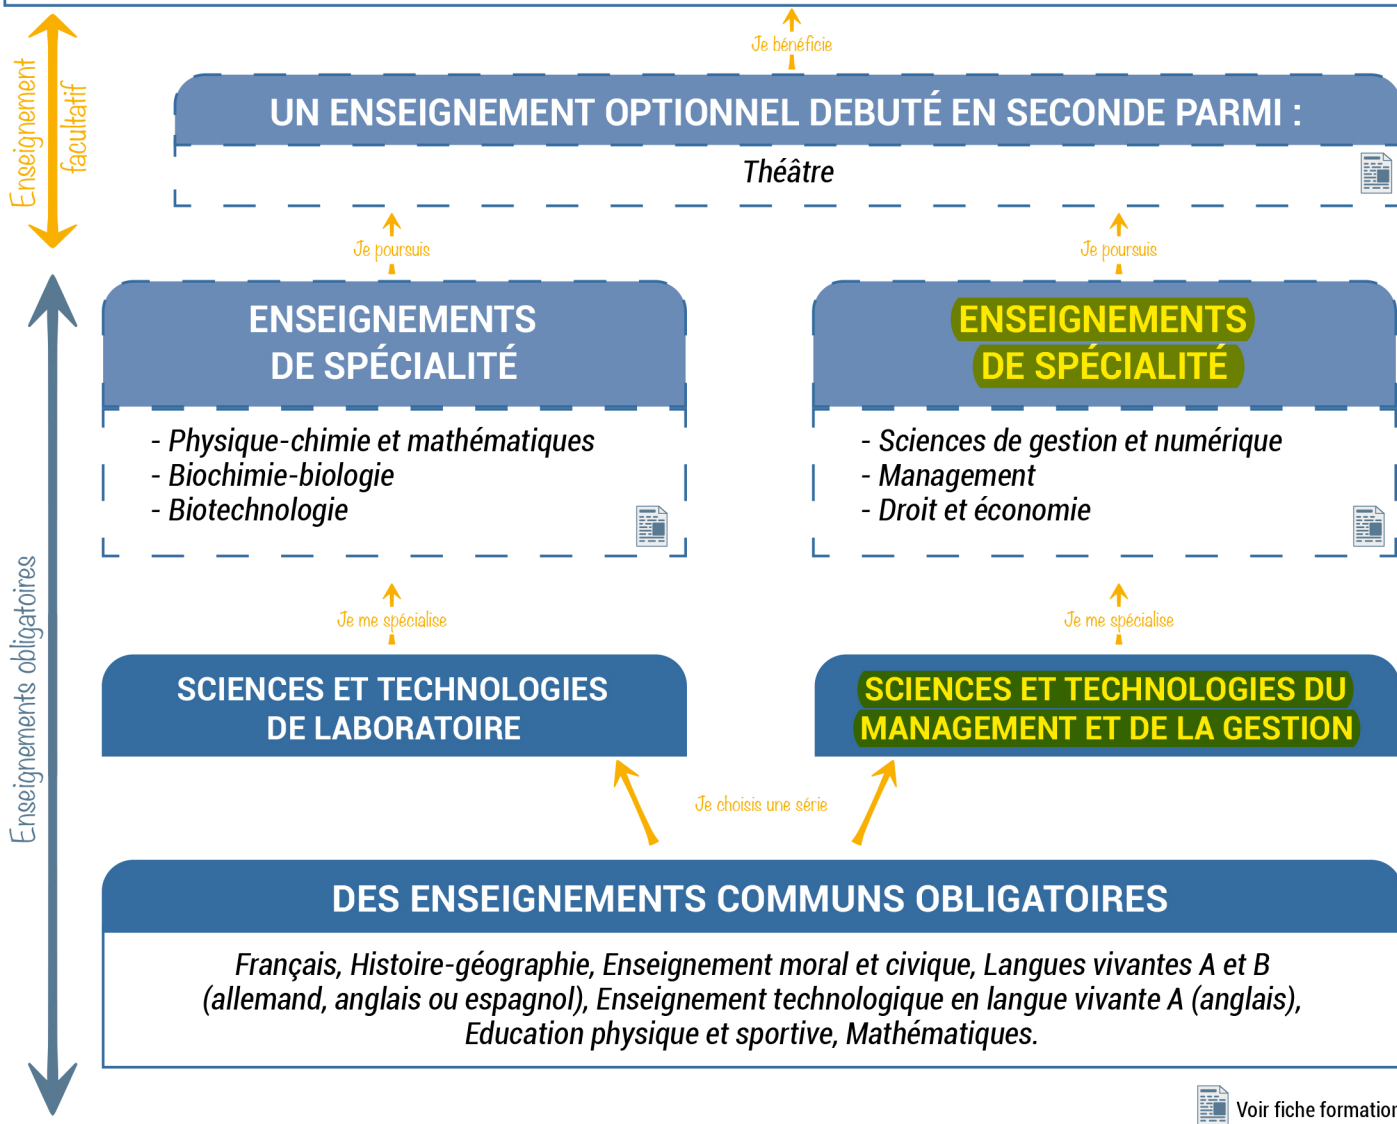 Je bénéficie
Enseignement
facultatif
UN ENSEIGNEMENT OPTIONNEL DEBUTÉ EN SECONDE PARMI :
Théâtre
Je poursuis
Je poursuis
ENSEIGNEMENTS
DE SPÉCIALITÉ
- Physique-chimie et mathématiques
- Biochimie-biologie
- Biotechnologie
ENSEIGNEMENTS
DE SPÉCIALITÉ
- Sciences de gestion et numérique
- Management
- Droit et économie
Enseignements obligatoires
Je me spécialise
Je me spécialise
SCIENCES ET TECHNOLOGIES
DE LABORATOIRE
SCIENCES ET TECHNOLOGIES DU
MANAGEMENT ET DE LA GESTION
Je choisis une série
DES ENSEIGNEMENTS COMMUNS OBLIGATOIRES
Français, Histoire-géographie, Enseignement moral et civique, Langues vivantes A et B
(allemand, anglais ou espagnol), Enseignement technologique en langue vivante A (anglais),
Education physique et sportive, Mathématiques.
Voir fiche formation